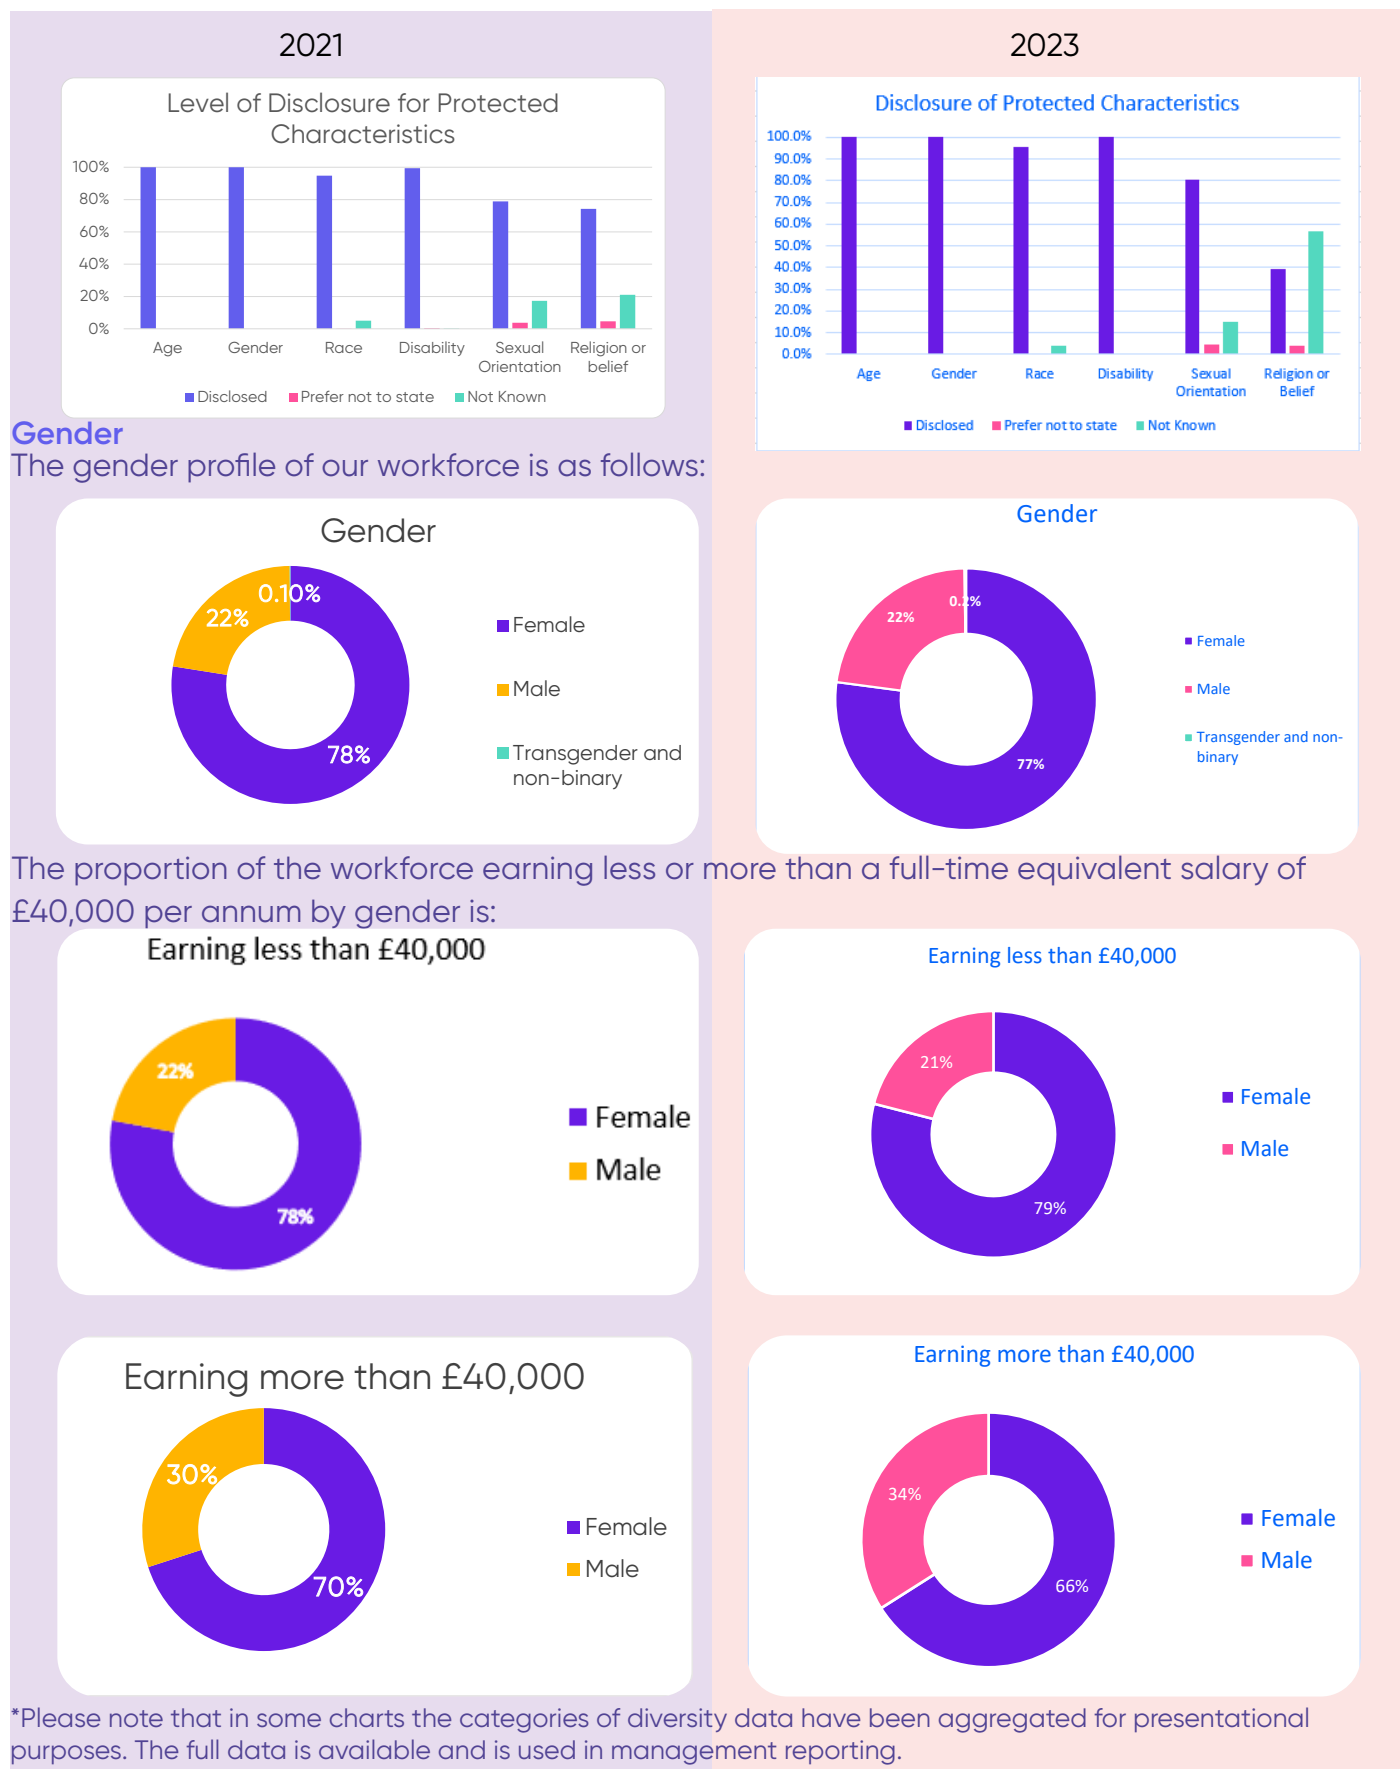 2021
Level of Disclosure for Protected
Characteristics
100%
80%
60%
40%
20%
0%
Age
Gender
Race
Disability
Sexual
Orientation
Religion or
belief
Disclosed
Prefer not to state
Not Known
2023
Disclosure of Protected Characteristics
100.0%
90.0%
80.0%
70.0%
60.0%
50.0%
40.0%
30.0%
20.0%
10.0%
0.0%
Age
Gender
Race
Disability
Sexual
Orientation
Religion or
Belief
Disclosed
Prefer not to state
Not Known
Gender
The gender profile of our workforce is as follows:
Gender
0.10%
22%
78%
Female
Male
Transgender and
non-binary
Gender
0.2%
22%
77%
Female
Male
Transgender and non-
binary
The proportion of the workforce earning less or more than a full-time equivalent salary of
£40,000 per annum by gender is:
Earning less than £40,000
22%
78%
Female
Male
Earning less than £40,000
21%
79%
Female
Male
Earning more than £40,000
30%
70%
Female
Male
Earning more than £40,000
34%
66%
Female
Male
*Please note that in some charts the categories of diversity data have been aggregated for presentational
purposes. The full data is available and is used in management reporting.